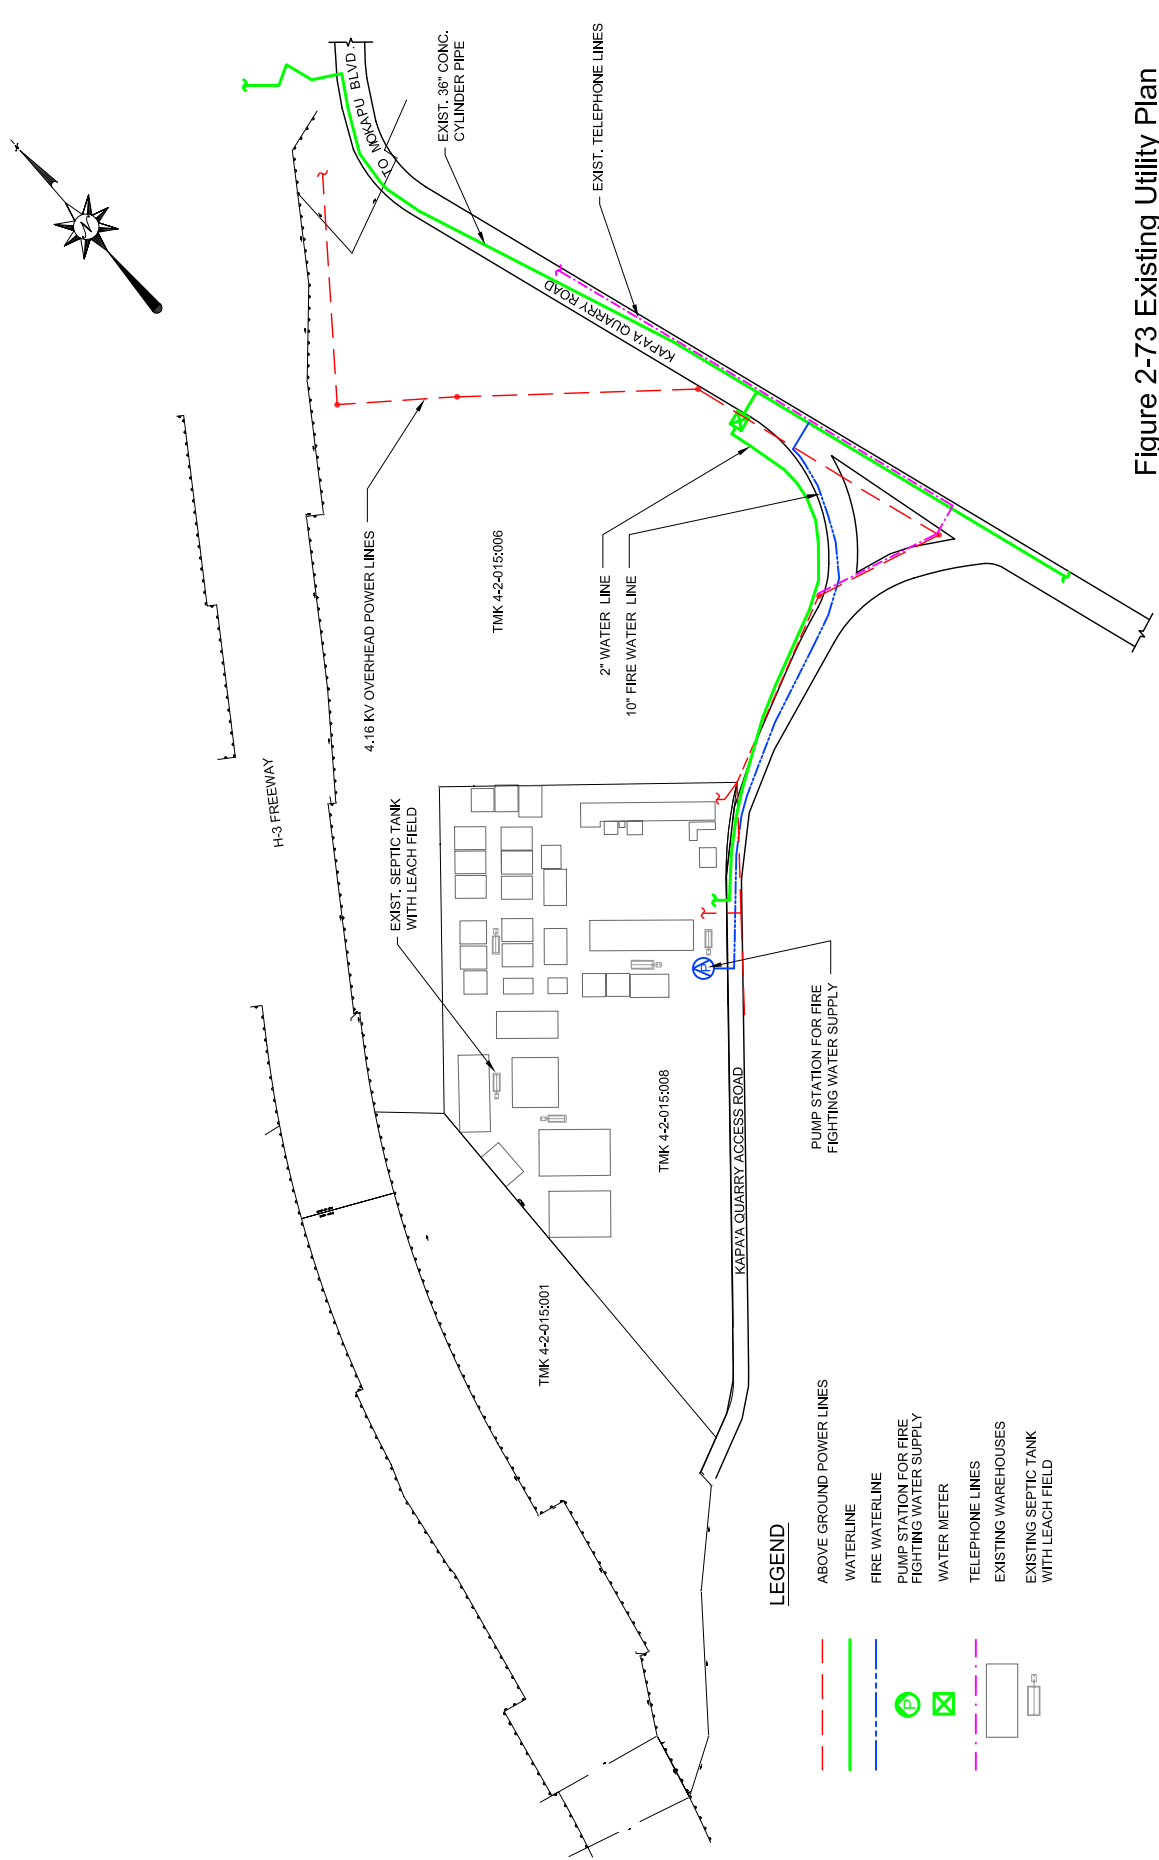 TO MOKAPU BLVD.
EXIST. 36" CONC.
CYLINDER PIPE
EXIST. TELEPHONE LINES
KAPA'A QUARRY ROAD
N
H-3 FREEWAY
4.16 KV OVERHEAD POWER LINES
TMK 4-2-015:006
2" WATER LINE
10" FIRE WATER LINE
EXIST. SEPTIC TANK
WITH LEACH FIELD
P
PUMP STATION FOR FIRE
FIGHTING WATER SUPPLY
TMK 4-2-015:008
KAPA'A QUARRY ACCESS ROAD
TMK 4-2-015:001
LEGEND
ABOVE GROUND POWER LINES
WATERLINE
FIRE WATERLINE
P
PUMP STATION FOR FIRE
FIGHTING WATER SUPPLY
WATER METER
TELEPHONE LINES
EXISTING WAREHOUSES
EXISTING SEPTIC TANK
WITH LEACH FIELD
Figure 2-73 Existing Utility Plan